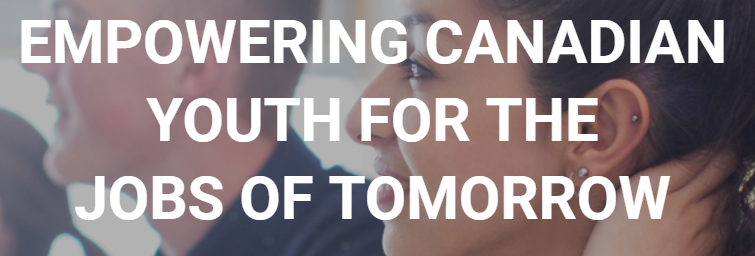 EMPOWERING CANADIAN
YOUTH FOR THE
JOBS OF TOMORROW